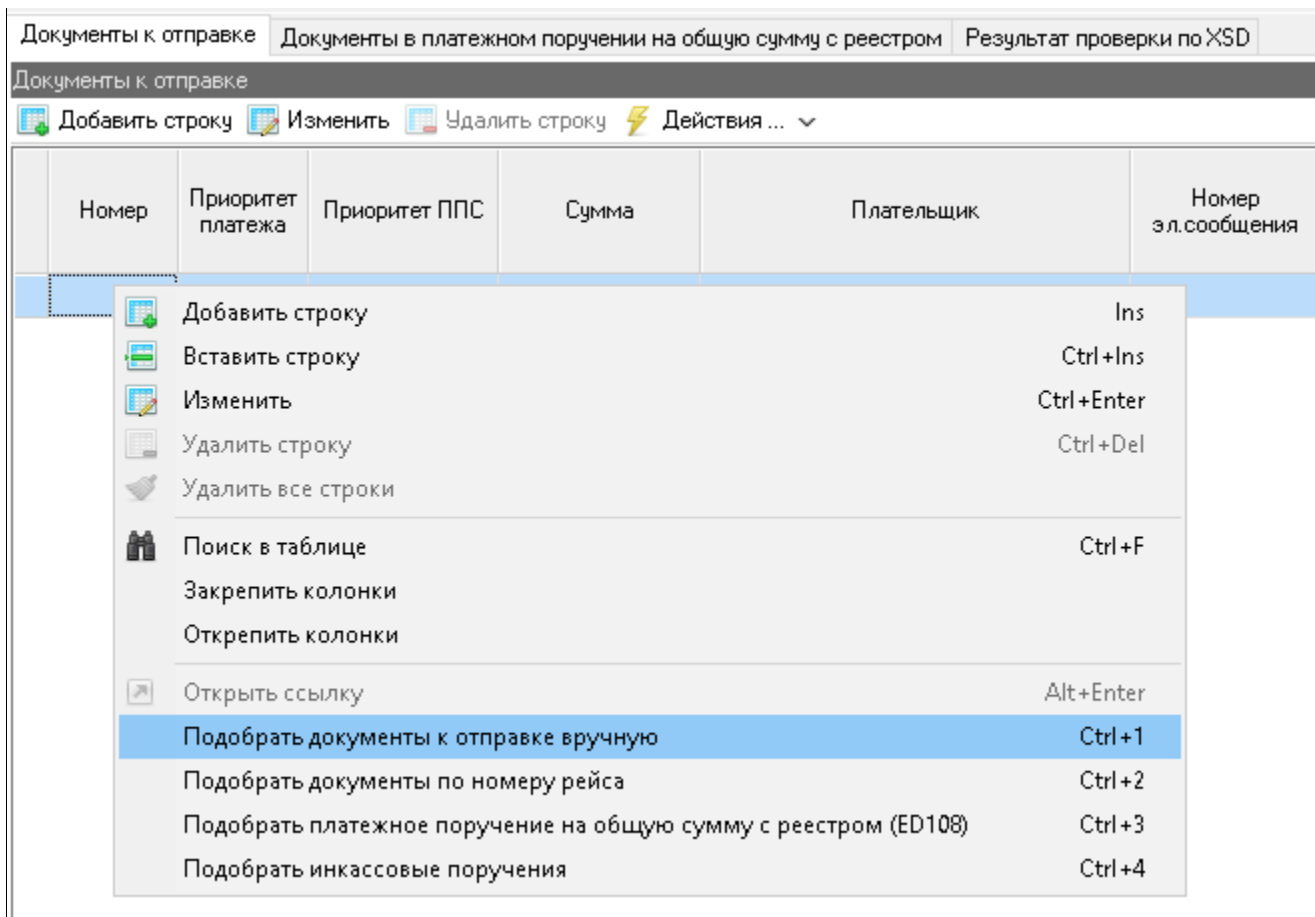 Документы к отправке Документы в платежном поручении на общую сумму с реестром Результат проверки по XSD
Документы к отправке
Добавить строку Изменить Удалить строку Действия ...
Номер Приоритет платежа Приоритет ППС Сумма Плательщик Номер эл.сообщения
Добавить строку Ins
Вставить строку Ctrl+Ins
Изменить Ctrl+Enter
Удалить строку Ctrl+Del
Удалить все строки
Поиск в таблице Ctrl+F
Закрепить колонки
Открепить колонки
Открыть ссылку Alt+Enter
Подобрать документы к отправке вручную Ctrl+1
Подобрать документы по номеру рейса Ctrl+2
Подобрать платежное поручение на общую сумму с реестром (ED108) Ctrl+3
Подобрать инкассовые поручения Ctrl+4